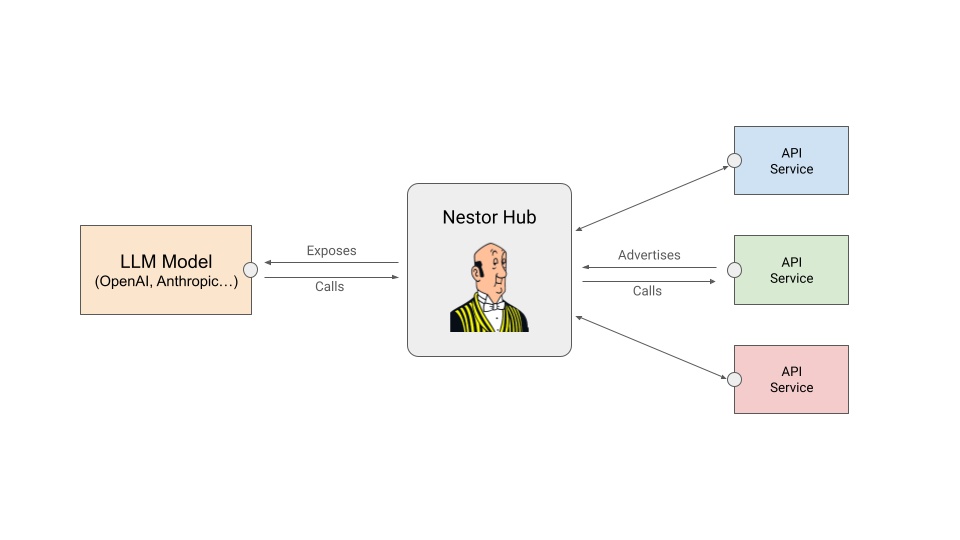 LLM Model
(OpenAI, Anthropic…)
Exposes
Calls
Nestor Hub
Advertises
Calls
API
Service
API
Service
API
Service